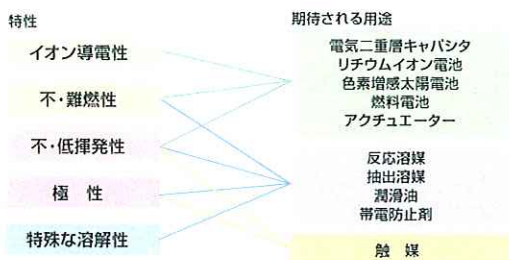 特性
イオン導電性
不・難燃性
不・低揮発性
極　性
特殊な溶解性
期待される用途
電気二重層キャパシタ
リチウムイオン電池
色素増感太陽電池
燃料電池
アクチュエーター
反応溶媒
抽出溶媒
潤滑油
帯電防止剤
触　媒